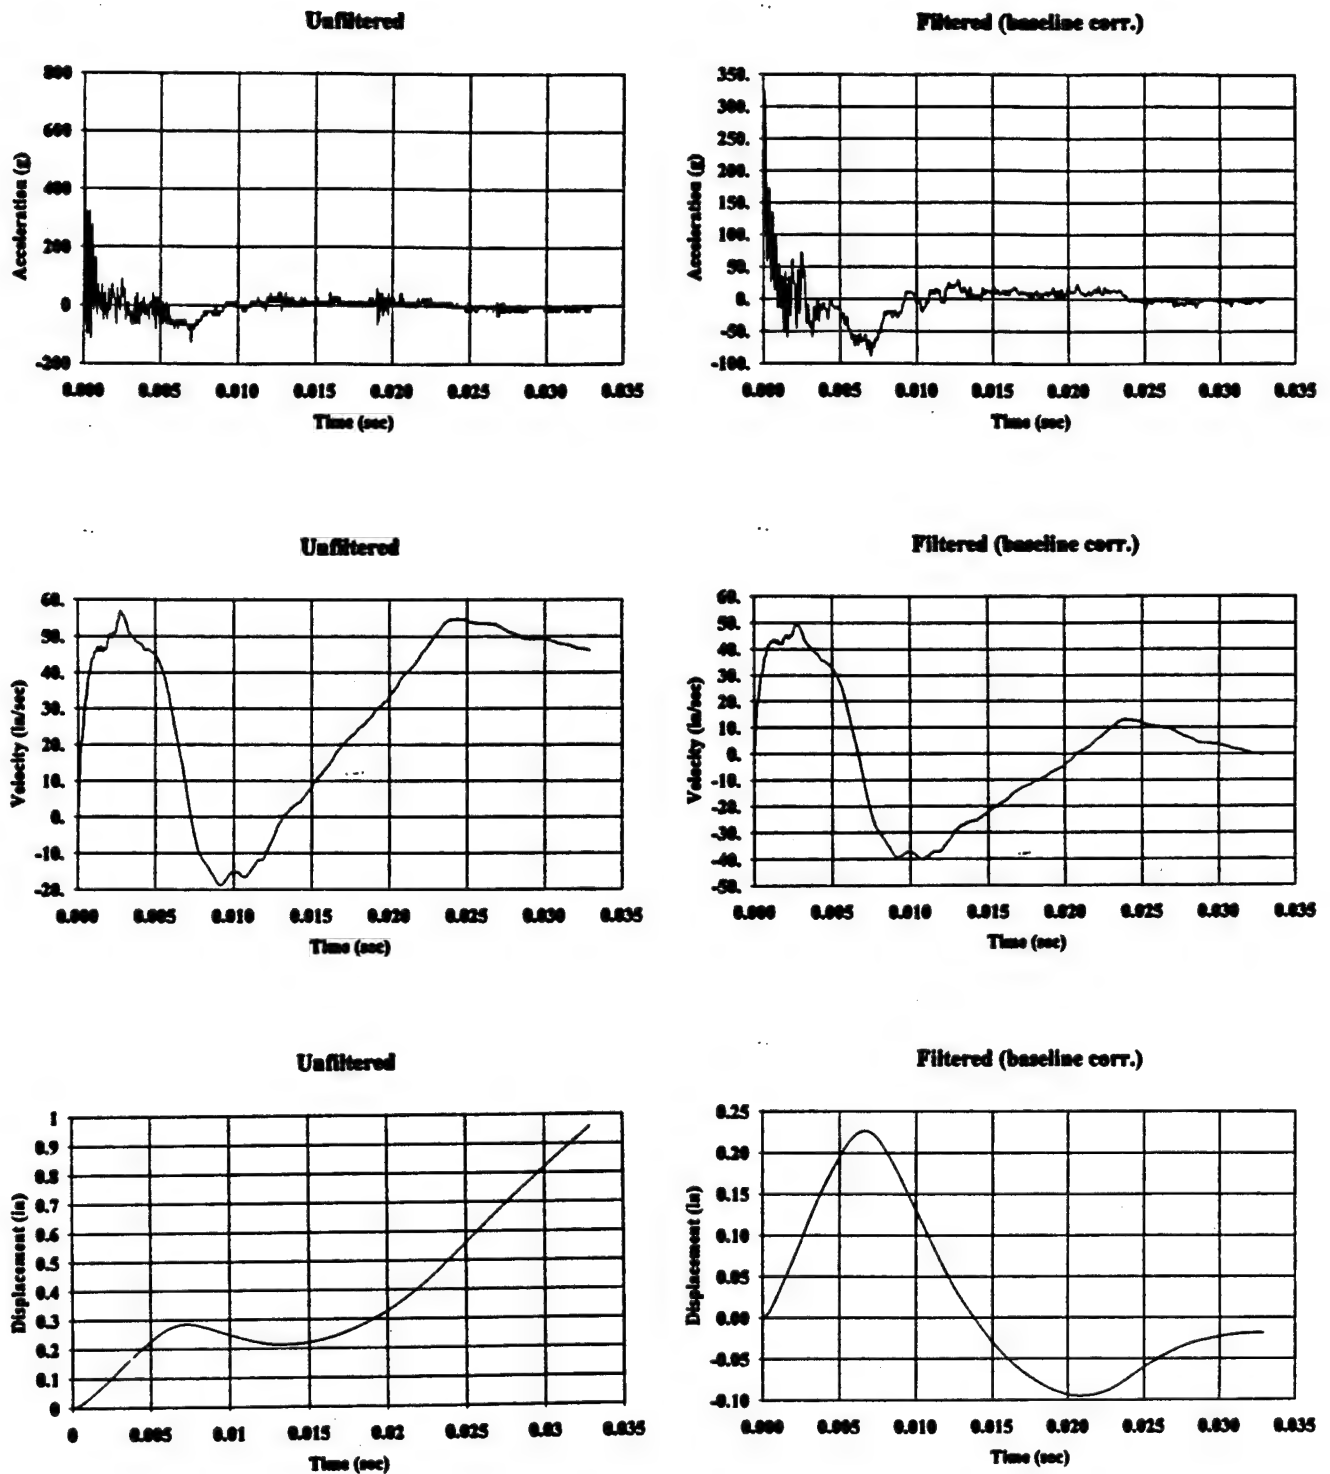 Unfiltered
Filtered (baseline corr.)
800
600
400
200
0
-200
Acceleration (g)
0.000 0.005 0.010 0.015 0.020 0.025 0.030 0.035
Time (sec)
350.
300.
250.
200.
150.
100.
50.
0.
-50.
-100.
Acceleration (g)
0.000 0.005 0.010 0.015 0.020 0.025 0.030 0.035
Time (sec)
Unfiltered
Filtered (baseline corr.)
60.
50.
40.
30.
20.
10.
0.
-10.
-20.
Velocity (in/sec)
0.000 0.005 0.010 0.015 0.020 0.025 0.030 0.035
Time (sec)
60.
50.
40.
30.
20.
10.
0.
-10.
-20.
-30.
-40.
-50.
Velocity (in/sec)
0.000 0.005 0.010 0.015 0.020 0.025 0.030 0.035
Time (sec)
Unfiltered
Filtered (baseline corr.)
1
0.9
0.8
0.7
0.6
0.5
0.4
0.3
0.2
0.1
0
Displacement (in)
0 0.005 0.01 0.015 0.02 0.025 0.03 0.035
Time (sec)
0.25
0.20
0.15
0.10
0.05
0.00
-0.05
-0.10
Displacement (in)
0.000 0.005 0.010 0.015 0.020 0.025 0.030 0.035
Time (sec)